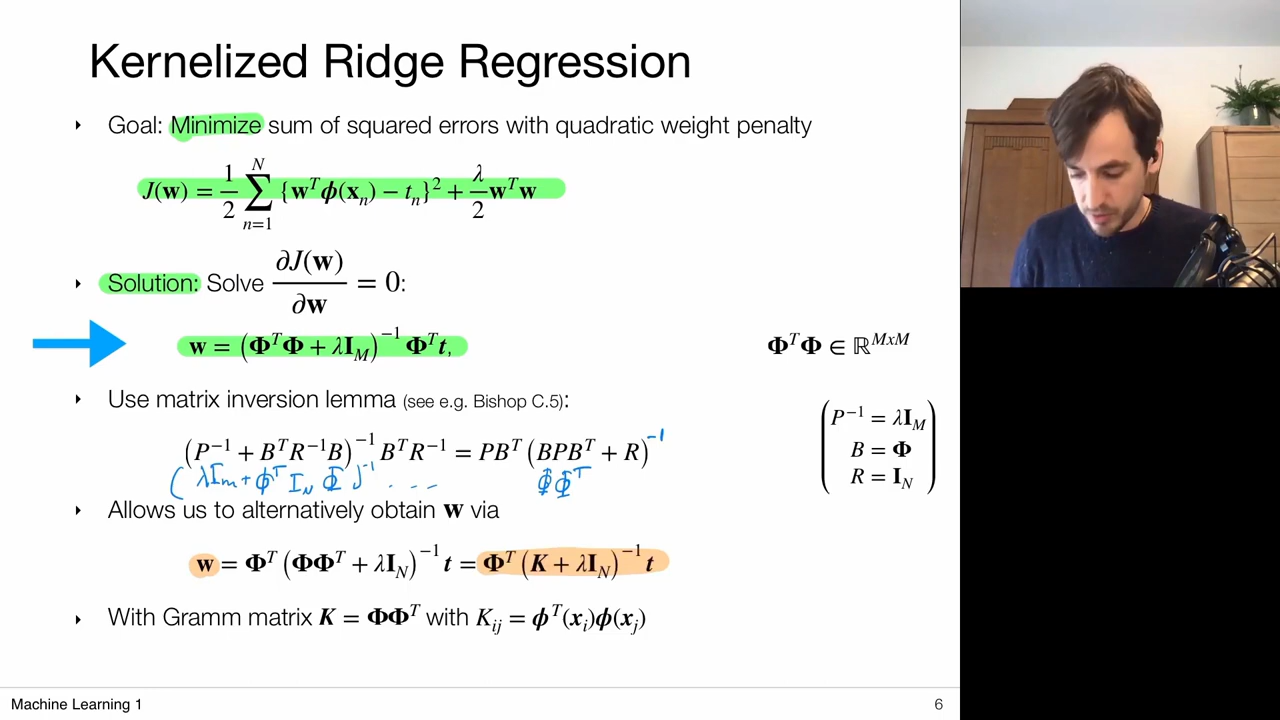 Kernelized Ridge Regression
‣ Goal: Minimize sum of squared errors with quadratic weight penalty
J(w) = 1/2 ∑_{n=1}^{N} {w^T ϕ(x_n) − t_n}^2 + λ/2 w^T w
‣ Solution: Solve ∂J(w)/∂w = 0:
w = (Φ^T Φ + λI_M)^{−1} Φ^T t,
Φ^T Φ ∈ ℝ^{MxM}
‣ Use matrix inversion lemma (see e.g. Bishop C.5):
(P^{−1} + B^T R^{−1} B)^{−1} B^T R^{−1} = PB^T (BPB^T + R)^{−1}
(λI_m + ϕ^T I_N Φ)^{-1} . . . - -
ΦΦ^T
P^{−1} = λI_M
B = Φ
R = I_N
‣ Allows us to alternatively obtain w via
w = Φ^T (ΦΦ^T + λI_N)^{−1} t = Φ^T (K + λI_N)^{−1} t
‣ With Gramm matrix K = ΦΦ^T with K_{ij} = ϕ^T(x_i)ϕ(x_j)
Machine Learning 1
6